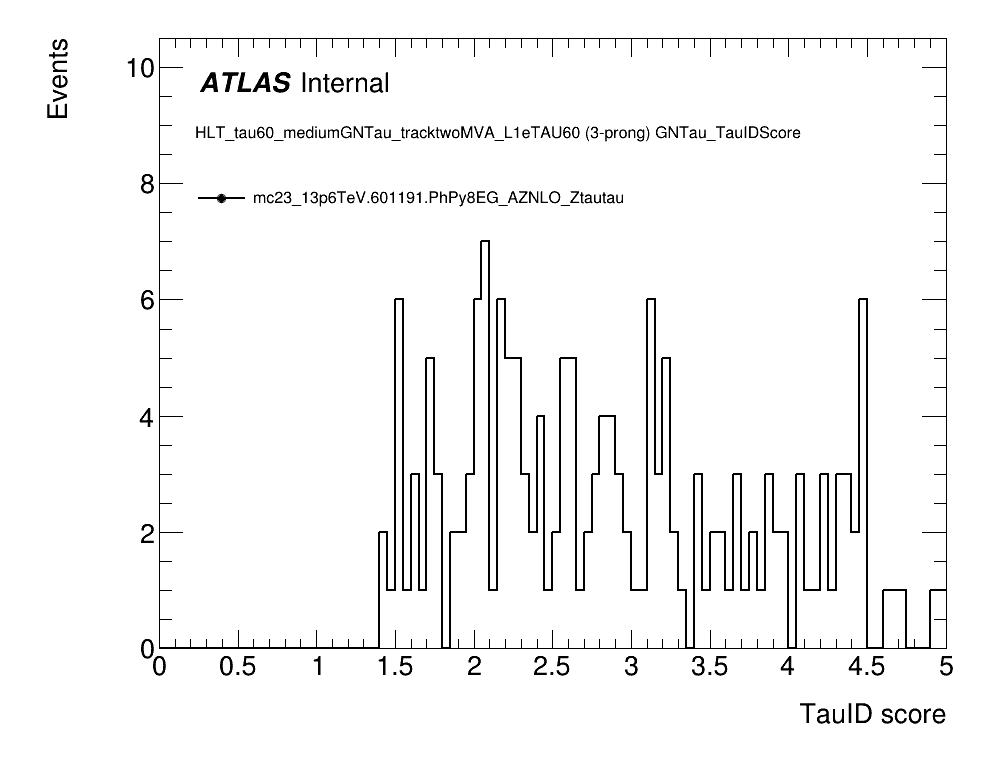 Events
ATLAS Internal
HLT_tau60_mediumGNTau_tracktwoMVA_L1eTAU60 (3-prong) GNTau_TauIDScore
mc23_13p6TeV.601191.PhPy8EG_AZNLO_Ztautau
10
8
6
4
2
0
0 0.5 1 1.5 2 2.5 3 3.5 4 4.5 5
TauID score